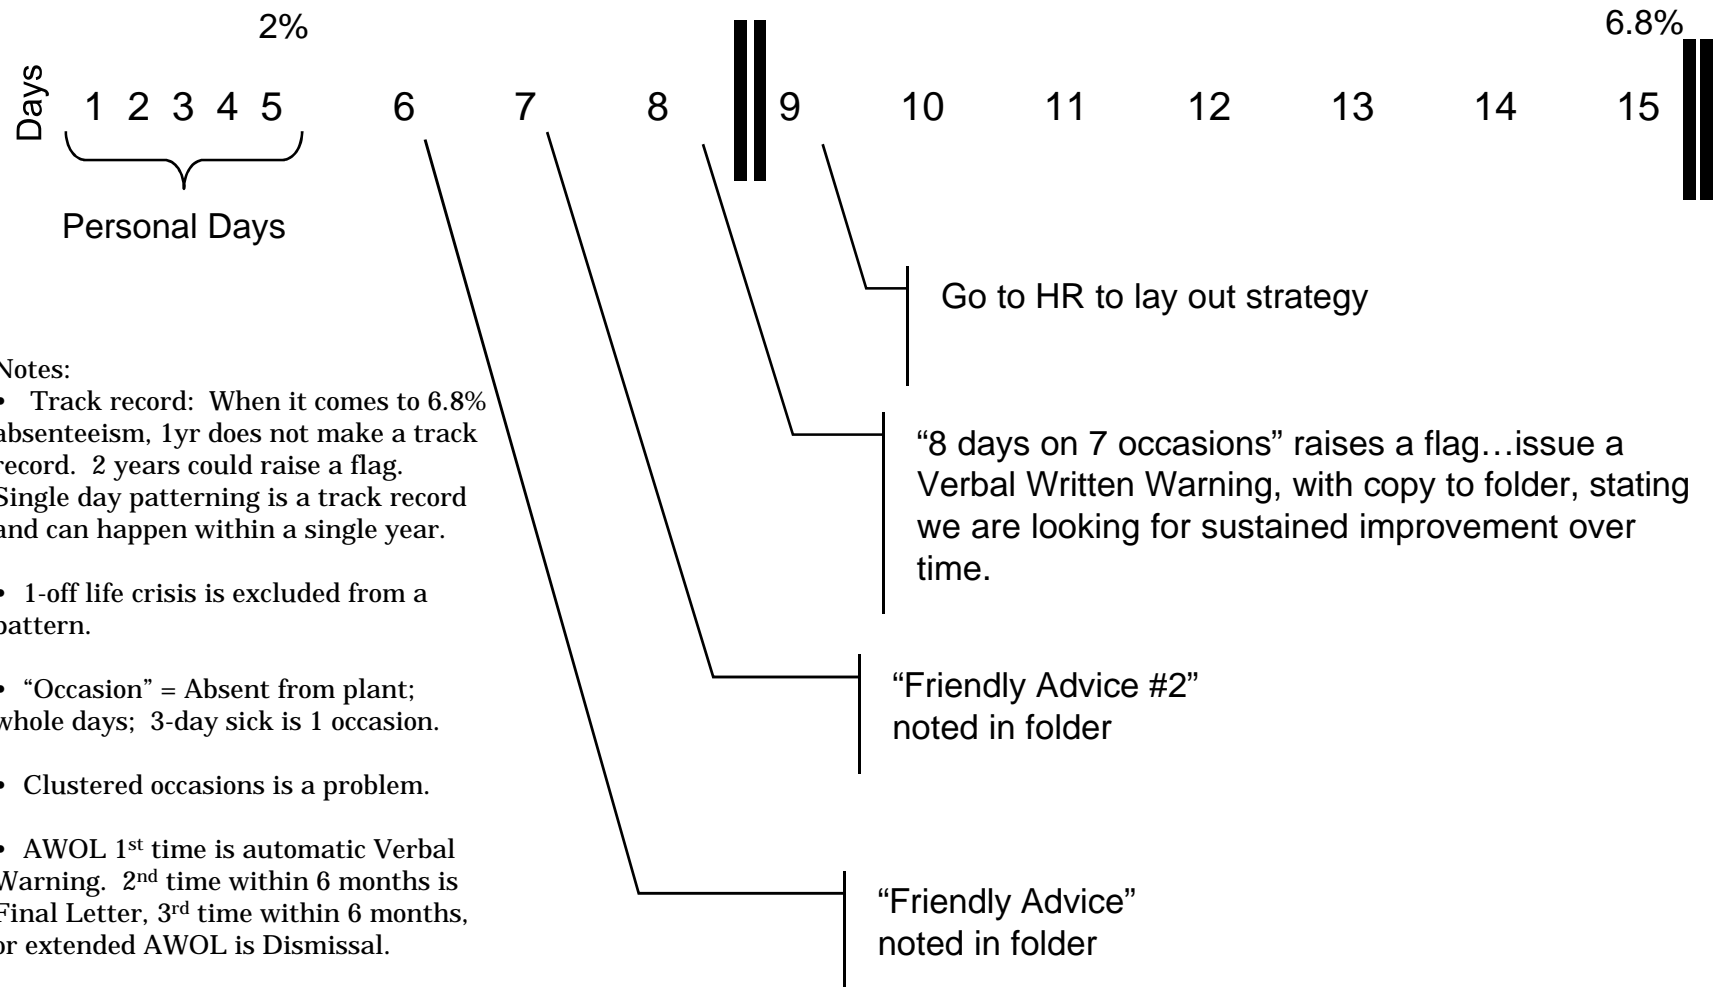 2%
6.8%
Days
1 2 3 4 5 6 7 8 9 10 11 12 13 14 15
Personal Days
Go to HR to lay out strategy
“8 days on 7 occasions” raises a flag…issue a
Verbal Written Warning, with copy to folder, stating
we are looking for sustained improvement over
time.
“Friendly Advice #2”
noted in folder
“Friendly Advice”
noted in folder
Notes:
• Track record: When it comes to 6.8%
absenteeism, 1yr does not make a track
record. 2 years could raise a flag.
Single day patterning is a track record
and can happen within a single year.
• 1-off life crisis is excluded from a
pattern.
• “Occasion” = Absent from plant;
whole days; 3-day sick is 1 occasion.
• Clustered occasions is a problem.
• AWOL 1st time is automatic Verbal
Warning. 2nd time within 6 months is
Final Letter, 3rd time within 6 months,
or extended AWOL is Dismissal.